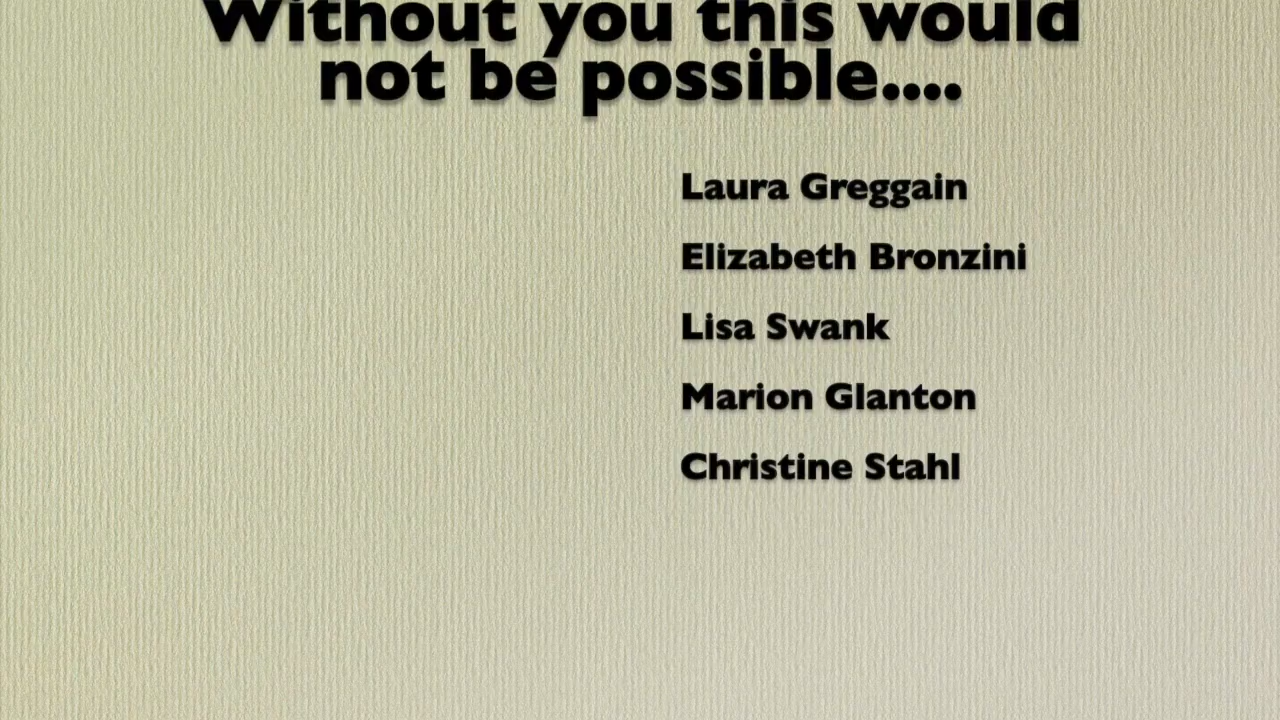 Without you this would
not be possible....
Laura Greggain
Elizabeth Bronzini
Lisa Swank
Marion Glanton
Christine Stahl